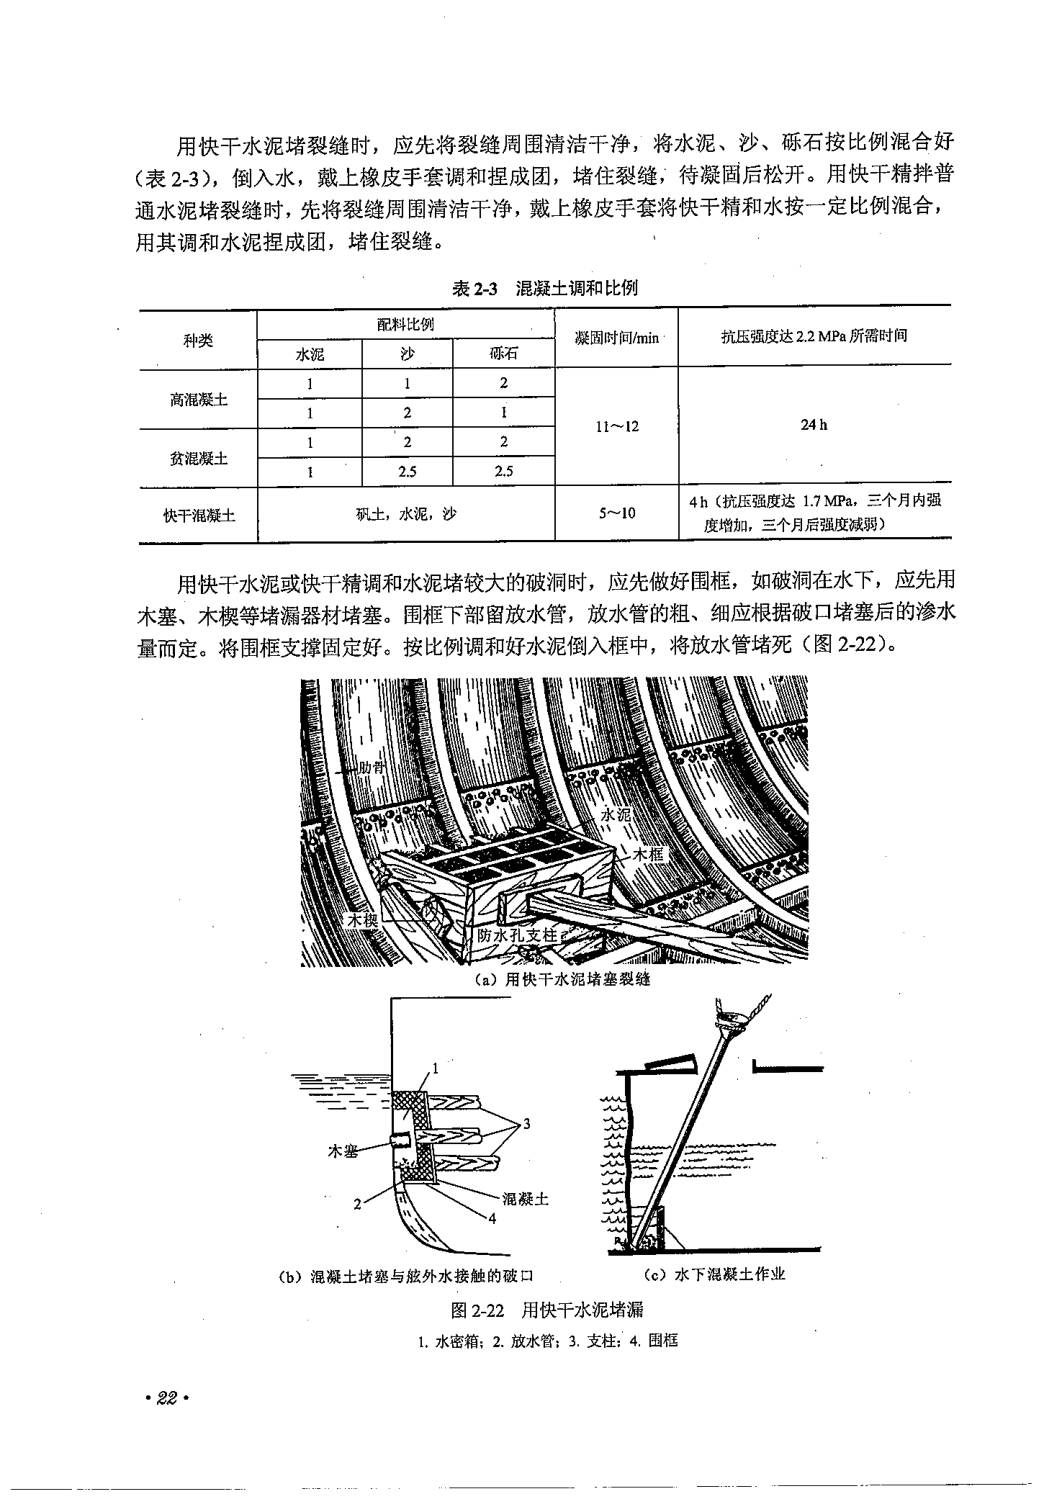 用快干水泥堵裂缝时，应先将裂缝周围清洁干净，将水泥、沙、砾石按比例混合好
（表 2-3），倒入水，戴上橡皮手套调和捏成团，堵住裂缝，待凝固后松开。用快干精拌普
通水泥堵裂缝时，先将裂缝周围清洁干净，戴上橡皮手套将快干精和水按一定比例混合，
用其调和水泥捏成团，堵住裂缝。
表 2-3 混凝土调和比例
种类 配料比例 凝固时间/min 抗压强度达 2.2 MPa 所需时间
水泥 沙 砾石
高混凝土 1 1 2
1 2 1
11～12 24 h
贫混凝土 1 2 2
1 2.5 2.5
快干混凝土 矾土，水泥，沙 5～10 4 h（抗压强度达 1.7 MPa，三个月内强
度增加，三个月后强度减弱）
用快干水泥或快干精调和水泥堵较大的破洞时，应先做好围框，如破洞在水下，应先用
木塞、木楔等堵漏器材堵塞。围框下部留放水管，放水管的粗、细应根据破口堵塞后的渗水
量而定。将围框支撑固定好。按比例调和好水泥倒入框中，将放水管堵死（图 2-22）。
肋骨
水泥
木框
木楔
防水孔支柱
（a）用快干水泥堵塞裂缝
1
3
木塞
2
混凝土
4
（b）混凝土堵塞与舷外水接触的破口
（c）水下混凝土作业
图 2-22 用快干水泥堵漏
1. 水密箱；2. 放水管；3. 支柱；4. 围框
·22·